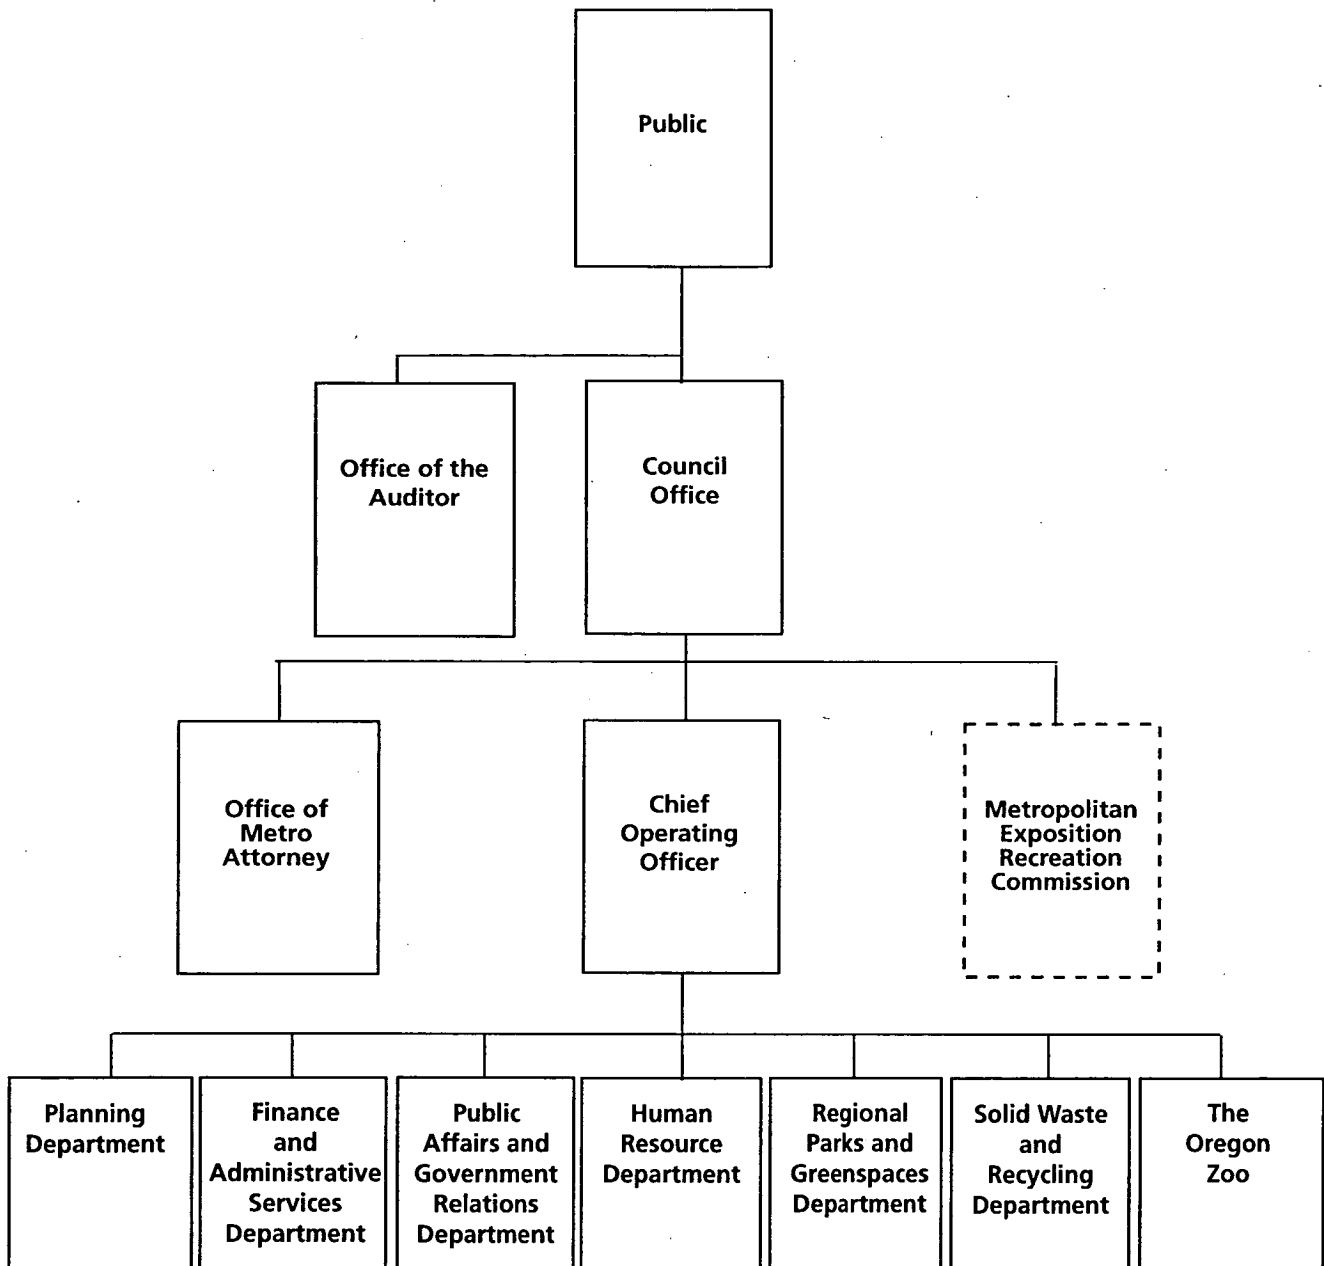 Public
Office of the
Auditor
Council
Office
Office of
Metro
Attorney
Chief
Operating
Officer
Metropolitan
Exposition
Recreation
Commission
Planning
Department
Finance
and
Administrative
Services
Department
Public
Affairs and
Government
Relations
Department
Human
Resource
Department
Regional
Parks and
Greenspaces
Department
Solid Waste
and
Recycling
Department
The
Oregon
Zoo